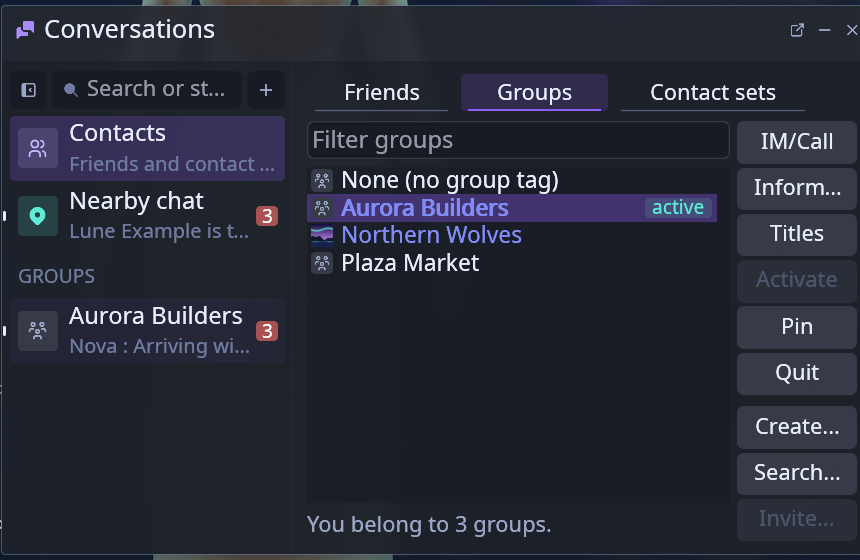 Conversations
Search or st...
+
Contacts
Friends and contact ...
Nearby chat
Lune Example is t...
3
GROUPS
Aurora Builders
Nova : Arriving wi...
3
Friends
Groups
Contact sets
Filter groups
None (no group tag)
Aurora Builders
active
Northern Wolves
Plaza Market
You belong to 3 groups.
IM/Call
Inform...
Titles
Activate
Pin
Quit
Create...
Search...
Invite...